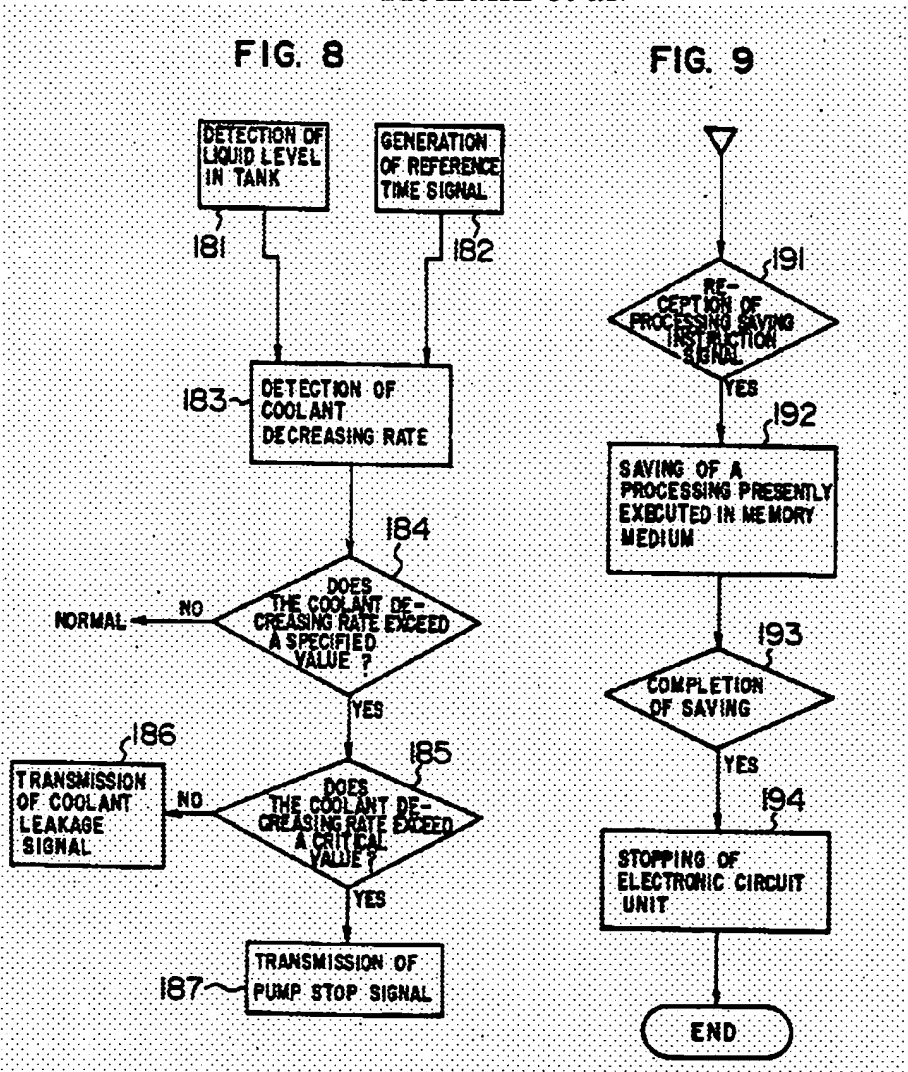 FIG. 8
DETECTION OF
LIQUID LEVEL
IN TANK
181
GENERATION
OF REFERENCE
TIME SIGNAL
182
183
DETECTION OF
COOLANT
DECREASING RATE
184
DOES
THE COOLANT DE-
CREASING RATE EXCEED
A SPECIFIED
VALUE ?
NO
NORMAL
YES
185
DOES
THE COOLANT DE-
CREASING RATE EXCEED
A CRITICAL
VALUE ?
NO
186
TRANSMISSION
OF COOLANT
LEAKAGE
SIGNAL
YES
187
TRANSMISSION OF
PUMP STOP SIGNAL
FIG. 9
191
RE-
CEPTION OF
PROCESSING SAVING
INSTRUCTION
SIGNAL
YES
192
SAVING OF A
PROCESSING PRESENTLY
EXECUTED IN MEMORY
MEDIUM
193
COMPLETION
OF SAVING
YES
194
STOPPING OF
ELECTRONIC CIRCUIT
UNIT
END